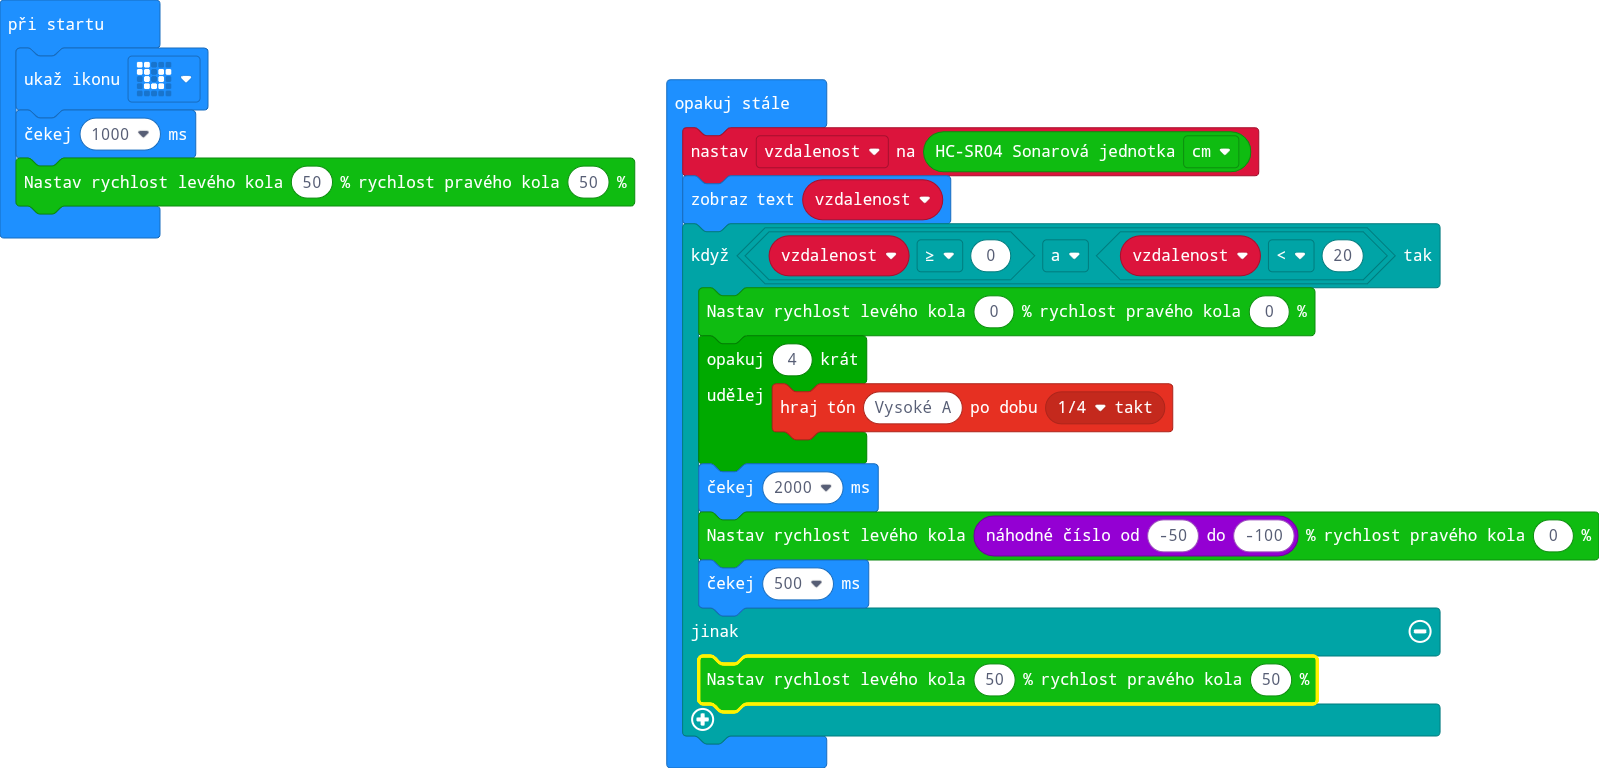 při startu
ukaž ikonu
čekej 1000 ms
Nastav rychlost levého kola 50 % rychlost pravého kola 50 %
opakuj stále
nastav vzdalenost na HC-SR04 Sonarová jednotka cm
zobraz text vzdalenost
když vzdalenost ≥ 0 a vzdalenost < 20 tak
Nastav rychlost levého kola 0 % rychlost pravého kola 0 %
opakuj 4 krát
udělej hraj tón Vysoké A po dobu 1/4 takt
čekej 2000 ms
Nastav rychlost levého kola náhodné číslo od -50 do -100 % rychlost pravého kola 0 %
čekej 500 ms
jinak
Nastav rychlost levého kola 50 % rychlost pravého kola 50 %